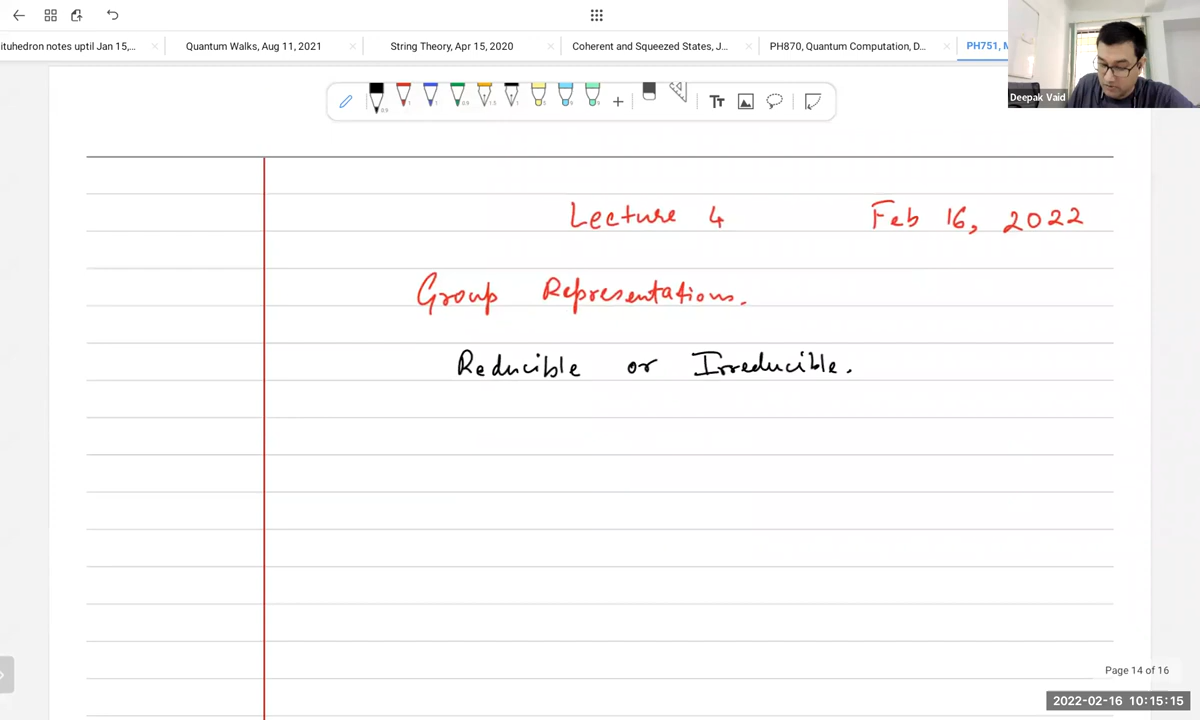 ituhedron notes uptil Jan 15,...
Quantum Walks, Aug 11, 2021
String Theory, Apr 15, 2020
Coherent and Squeezed States, J...
PH870, Quantum Computation, D...
PH751, M
Deepak Vaid
Lecture 4 Feb 16, 2022
Group Representations.
Reducible or Irreducible.
Page 14 of 16
2022-02-16 10:15:15